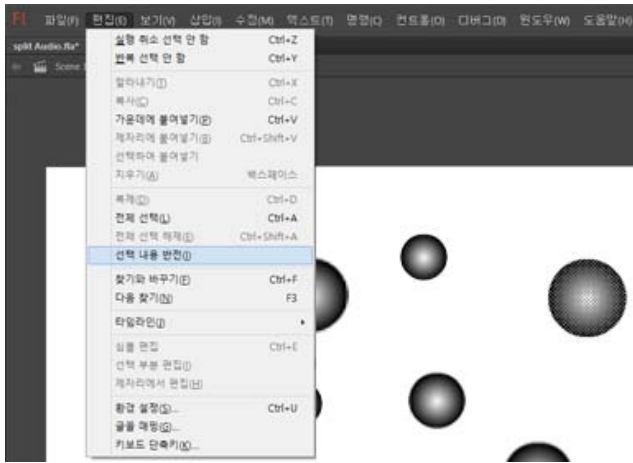 Fl 파일(F) 편집(E) 보기(V) 삽입(I) 수정(M) 텍스트(T) 명령(C) 컨트롤(O) 디버그(D) 윈도우(W) 도움말(H)
split Audio.fla*
Scene
실행 취소 선택 안 함 Ctrl+Z
반복 선택 안 함 Ctrl+Y
잘라내기(T) Ctrl+X
복사(C) Ctrl+C
가운데에 붙여넣기(P) Ctrl+V
제자리에 붙여넣기(B) Ctrl+Shift+V
선택하여 붙여넣기
지우기(A) 백스페이스
복제(D) Ctrl+D
전체 선택(L) Ctrl+A
전체 선택 해제(E) Ctrl+Shift+A
선택 내용 반전(I)
찾기와 바꾸기(F) Ctrl+F
다음 찾기(N) F3
타임라인(J)
심볼 편집 Ctrl+E
선택 부분 편집(I)
제자리에서 편집(H)
환경 설정(S)... Ctrl+U
글꼴 매핑(G)...
키보드 단축키(K)...